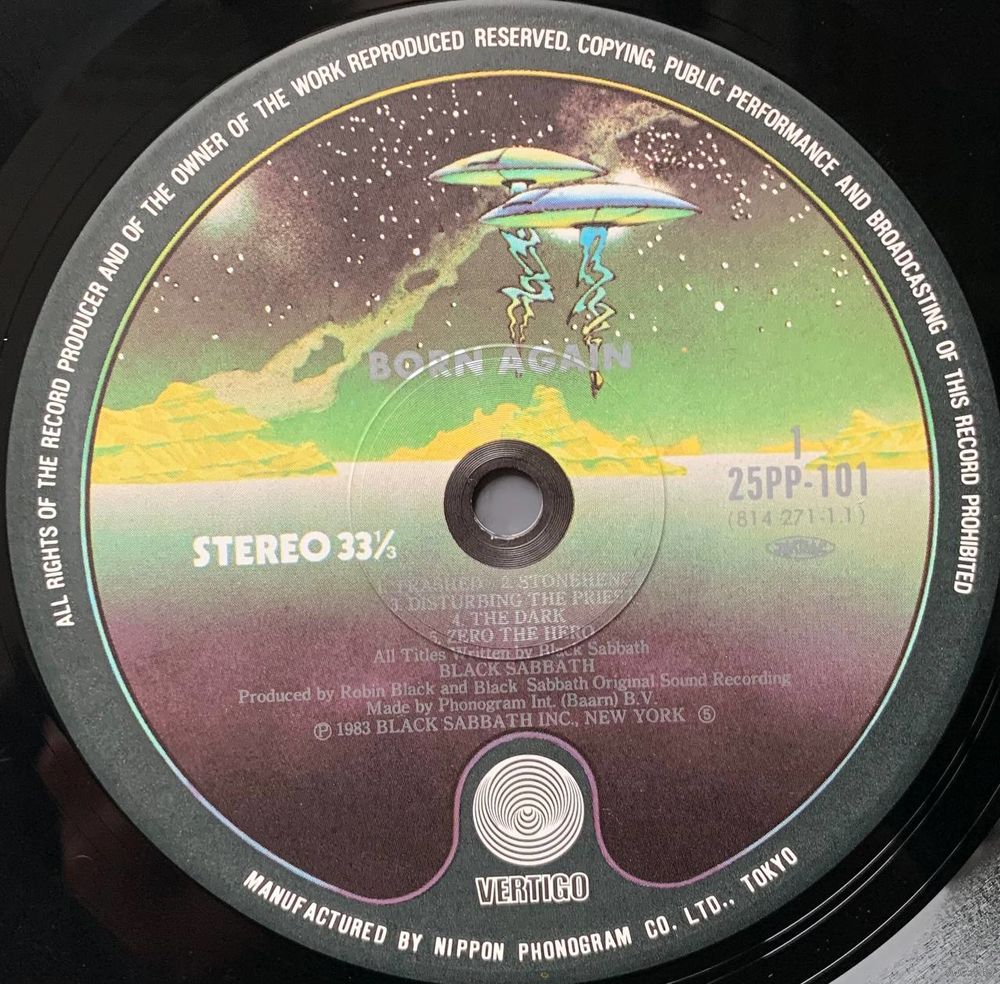 ALL RIGHTS OF THE RECORD PRODUCER AND OF THE OWNER OF THE WORK REPRODUCED RESERVED. COPYING, PUBLIC PERFORMANCE AND BROADCASTING OF THIS RECORD PROHIBITED
BORN AGAIN
1
25PP-101
(814 271-1.1)
STEREO 33⅓
1. TRASHED 2. STONEHENG
3. DISTURBING THE PRIEST
4. THE DARK
5. ZERO THE HERO
All Titles Written by Black Sabbath
BLACK SABBATH
Produced by Robin Black and Black Sabbath Original Sound Recording
Made by Phonogram Int. (Baarn) B.V.
Ⓟ 1983 BLACK SABBATH INC., NEW YORK Ⓢ
VERTIGO
MANUFACTURED BY NIPPON PHONOGRAM CO. LTD., TOKYO